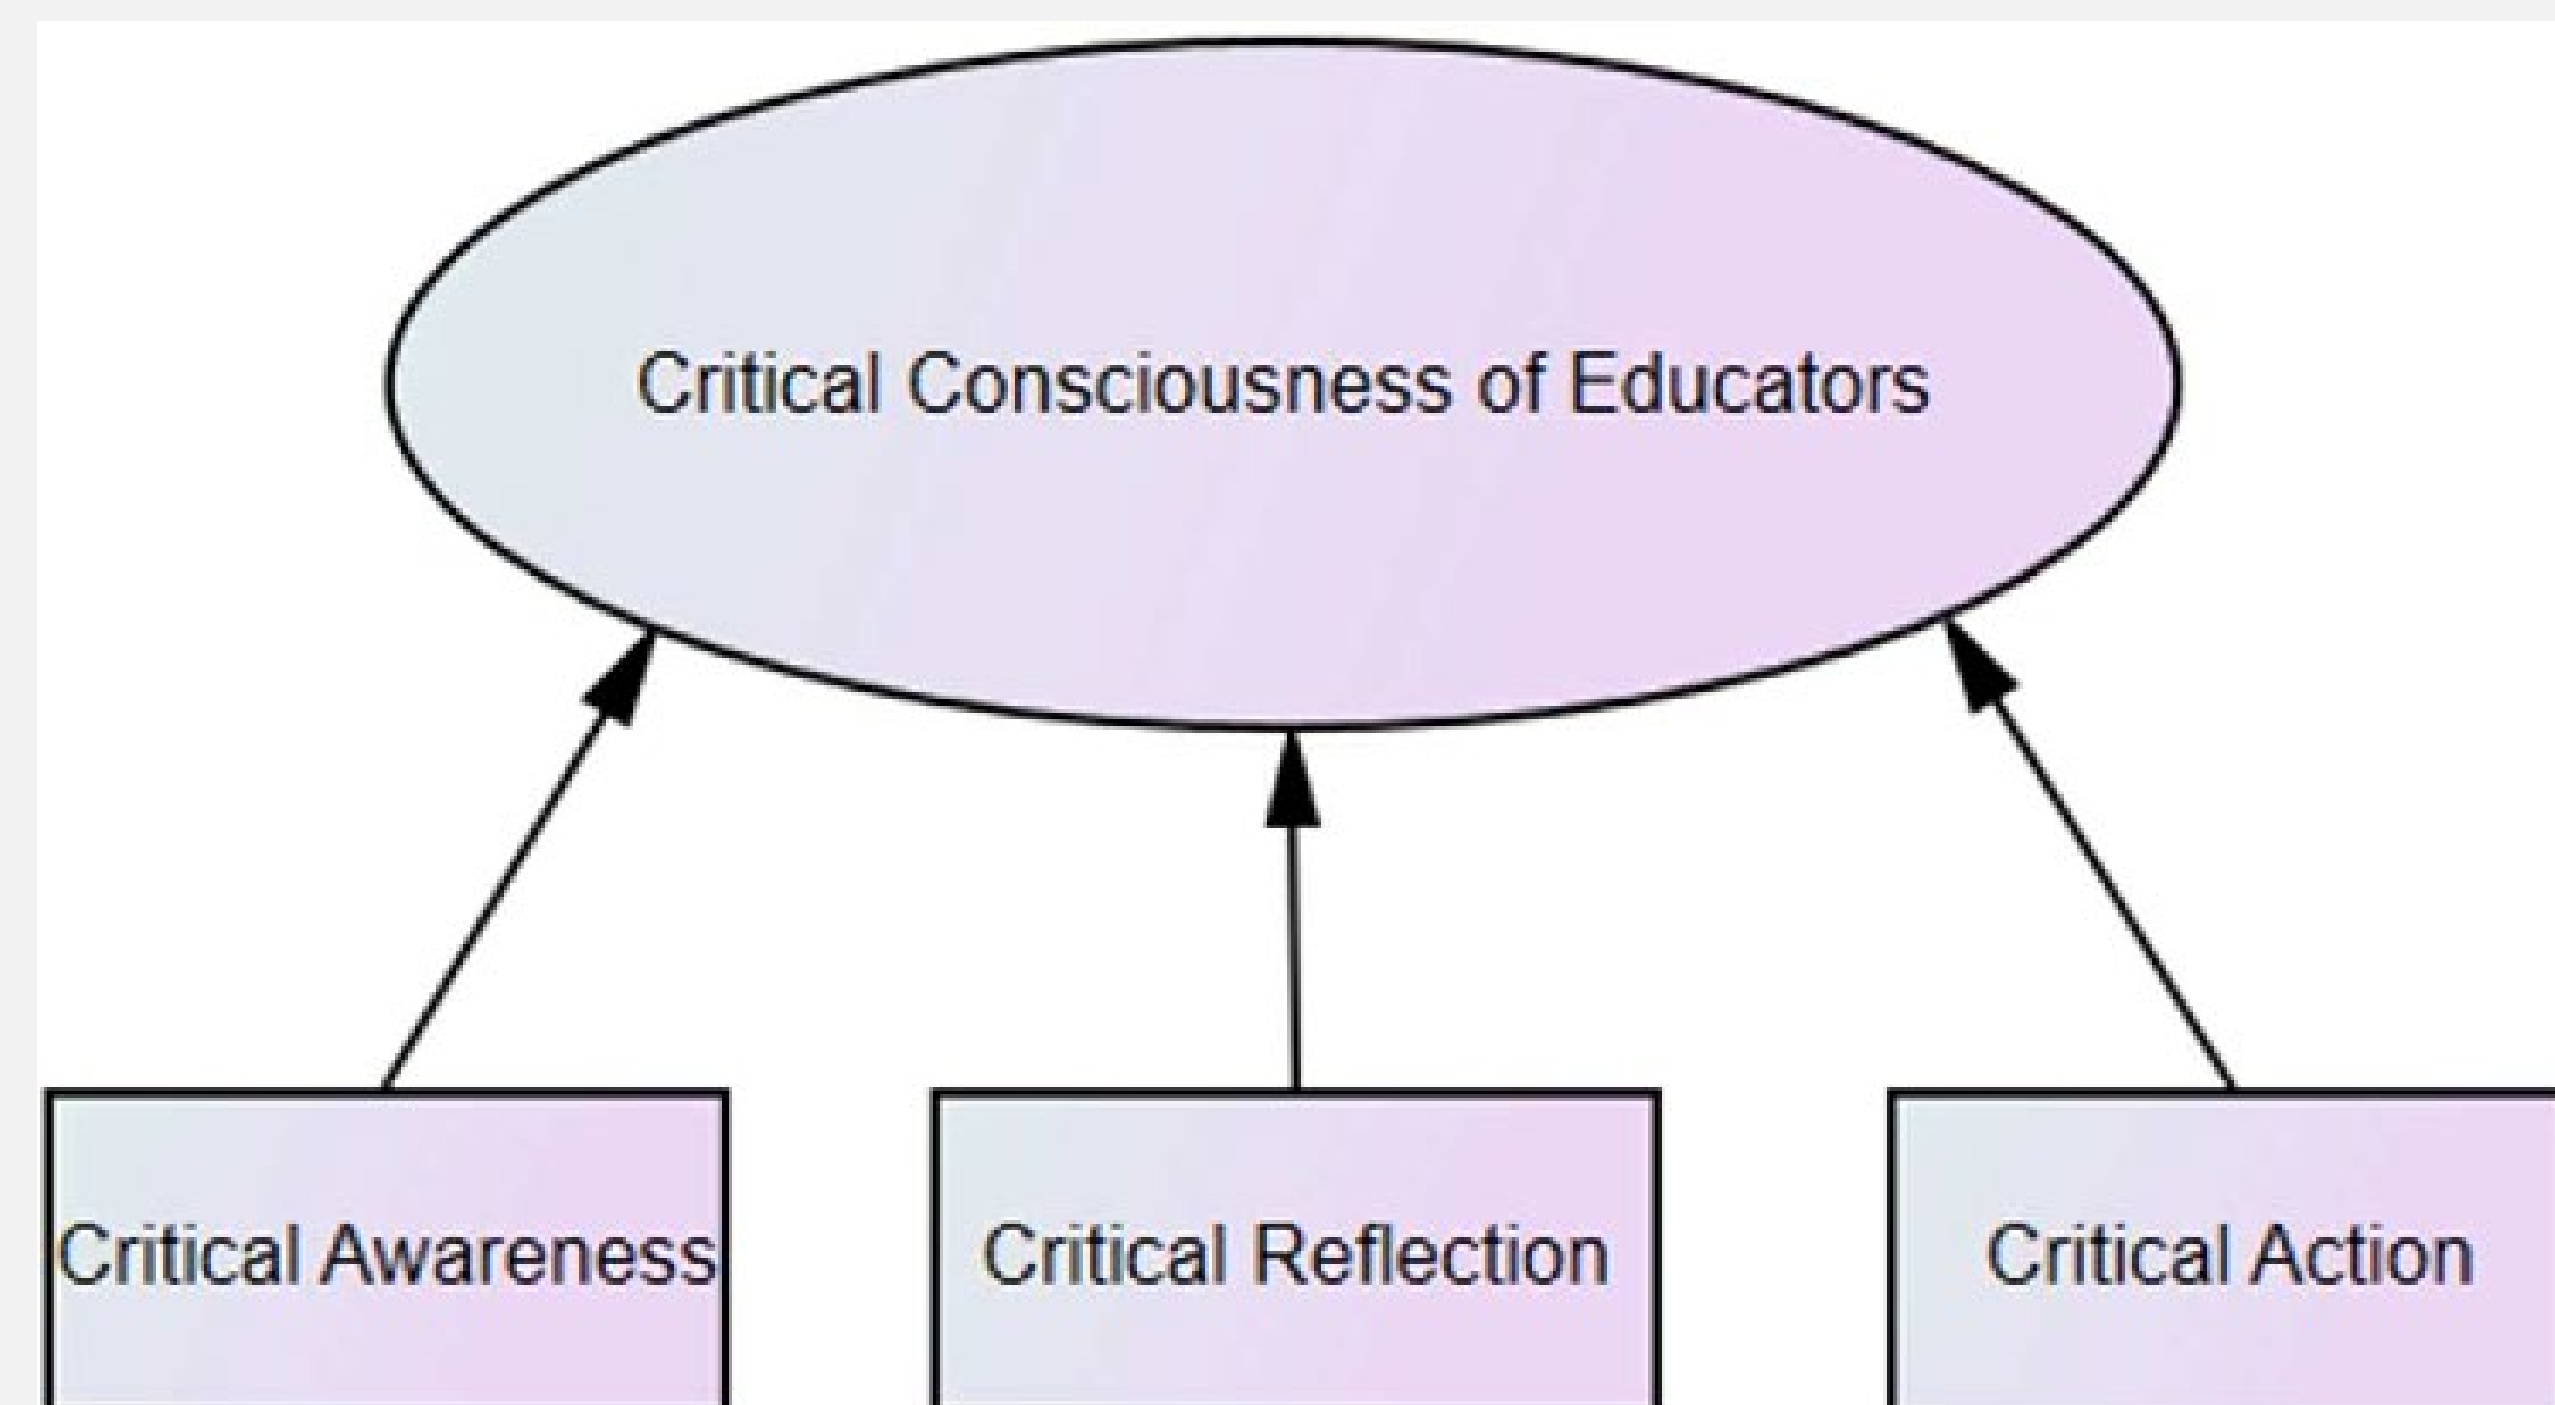 Critical Consciousness of Educators
Critical Awareness
Critical Reflection
Critical Action